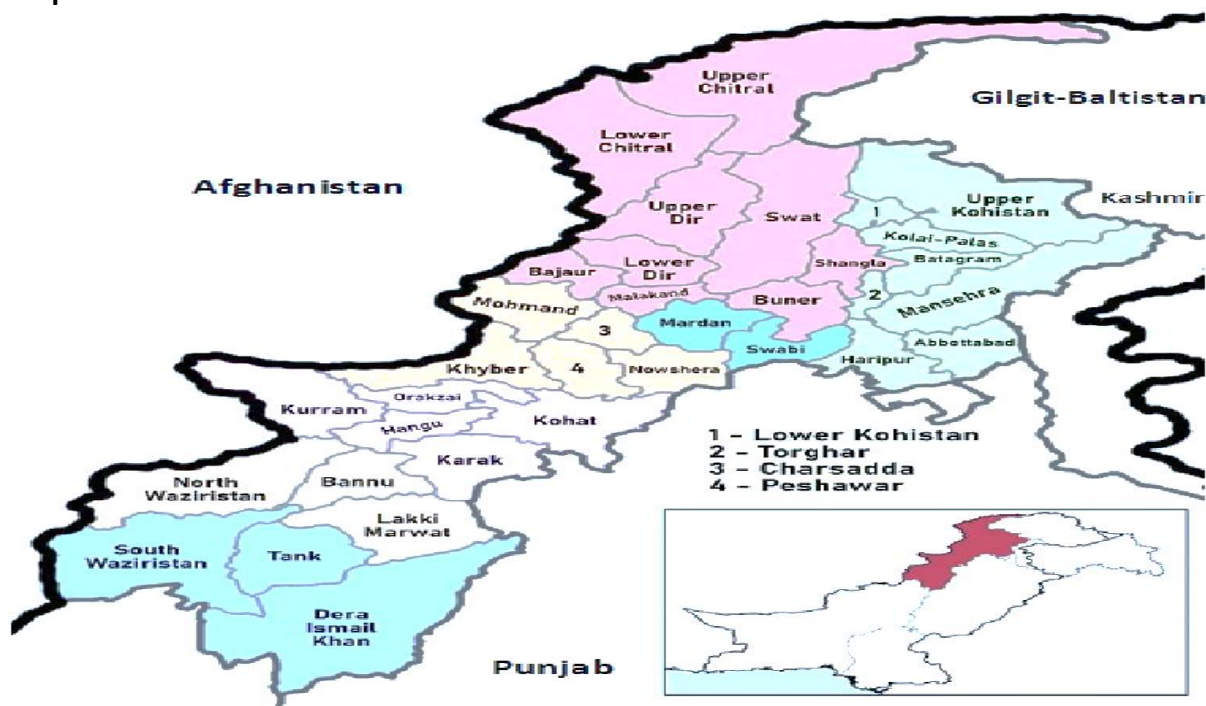 Upper
Chitral
Gilgit-Baltistan
Lower
Chitral
Afghanistan
Upper
Kohistan
Kashmir
Upper
Dir
Swat
1
Kolai-Palas
Batagram
Shangla
Lower
Dir
Bajaur
Malakand
Buner
2
Mansehra
Mohmand
3
Mardan
Swabi
Abbottabad
Haripur
Khyber
4
Nowshera
Orakzai
Kurram
Hangu
Kohat
Karak
1 - Lower Kohistan
2 - Torghar
3 - Charsadda
4 - Peshawar
North
Waziristan
Bannu
Lakki
Marwat
South
Waziristan
Tank
Dera
Ismail
Khan
Punjab